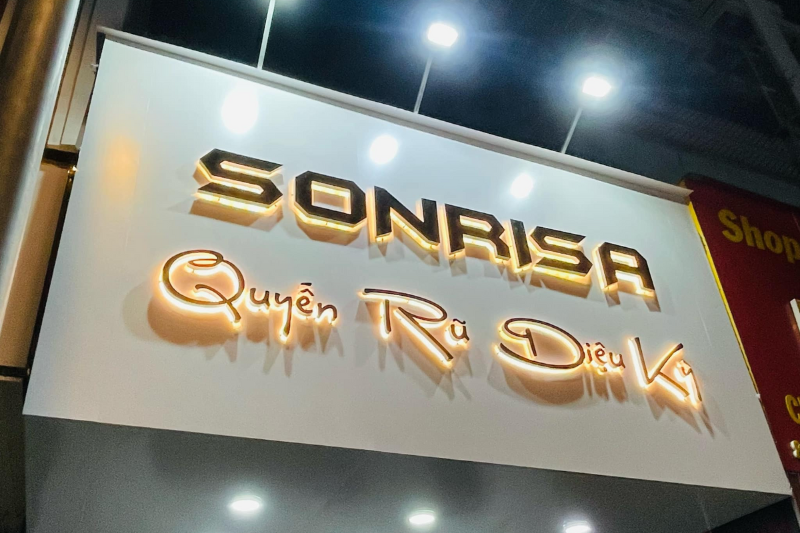 SONRISA
Quyến Rũ Diệu Kỳ
Shop